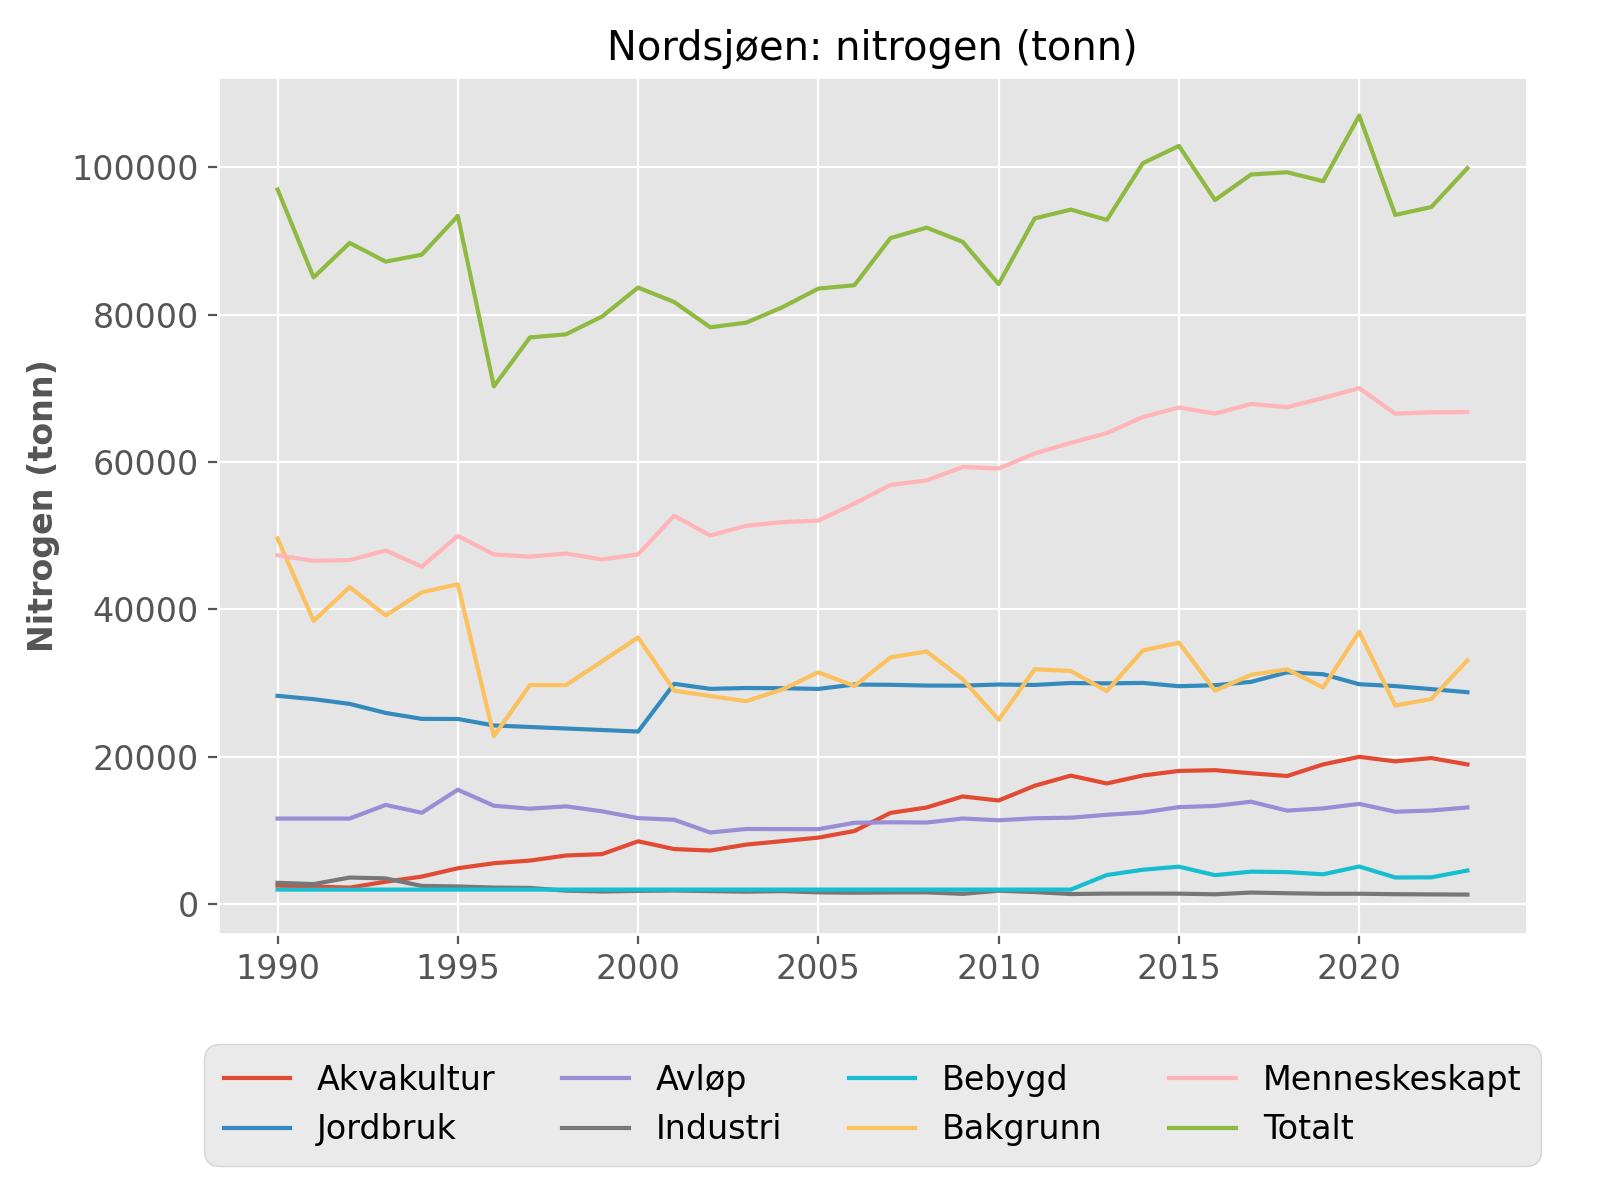 Nordsjøen: nitrogen (tonn)
Nitrogen (tonn)
100000
80000
60000
40000
20000
0
1990 1995 2000 2005 2010 2015 2020
Akvakultur Avløp Bebygd Menneskeskapt
Jordbruk Industri Bakgrunn Totalt